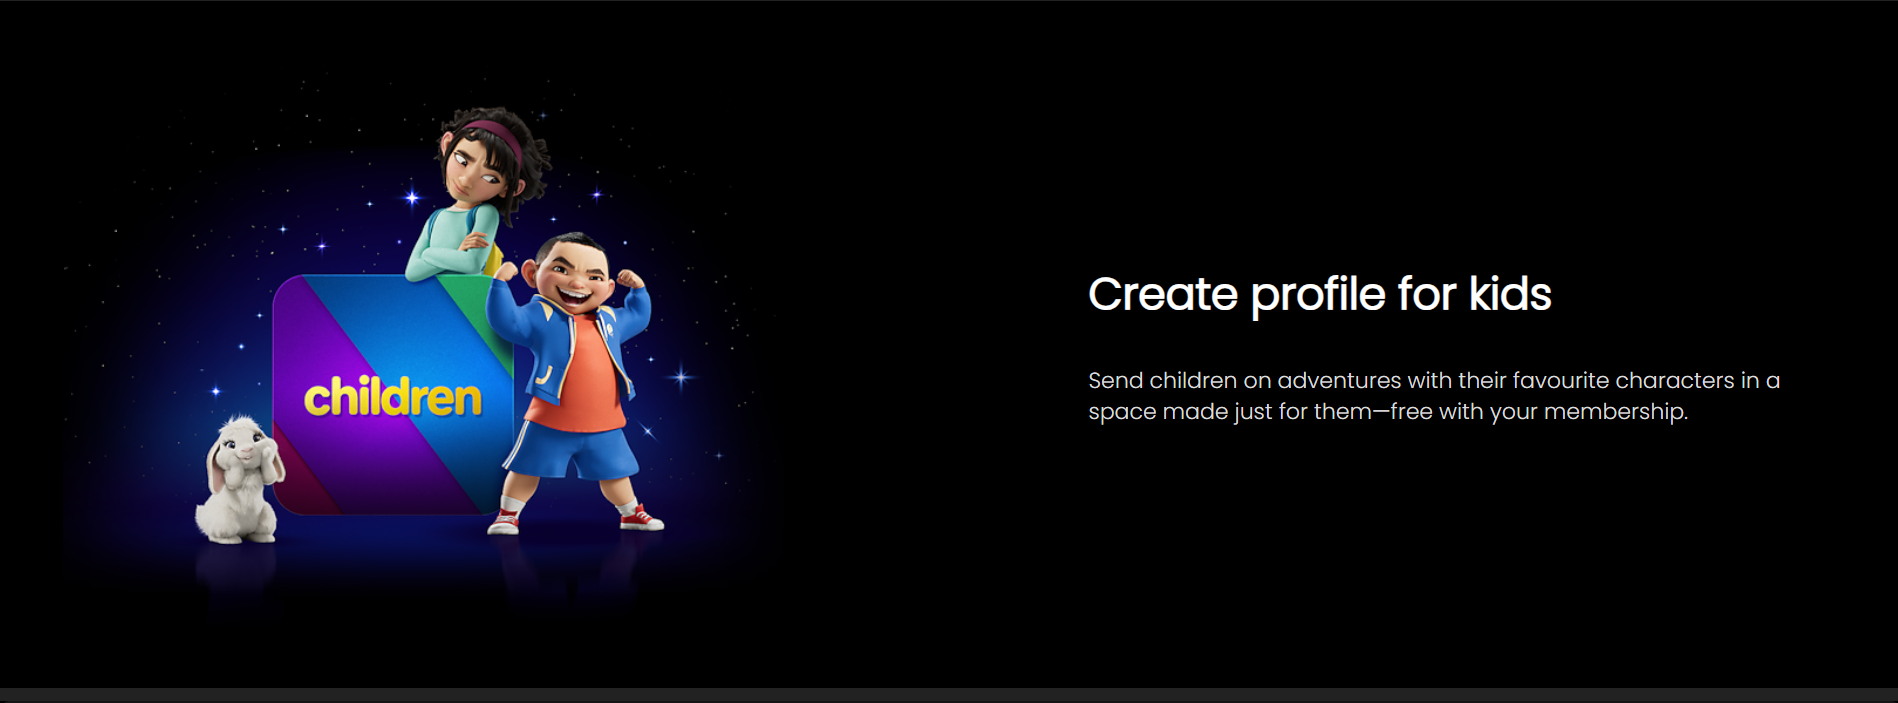 children
Create profile for kids
Send children on adventures with their favourite characters in a
space made just for them—free with your membership.